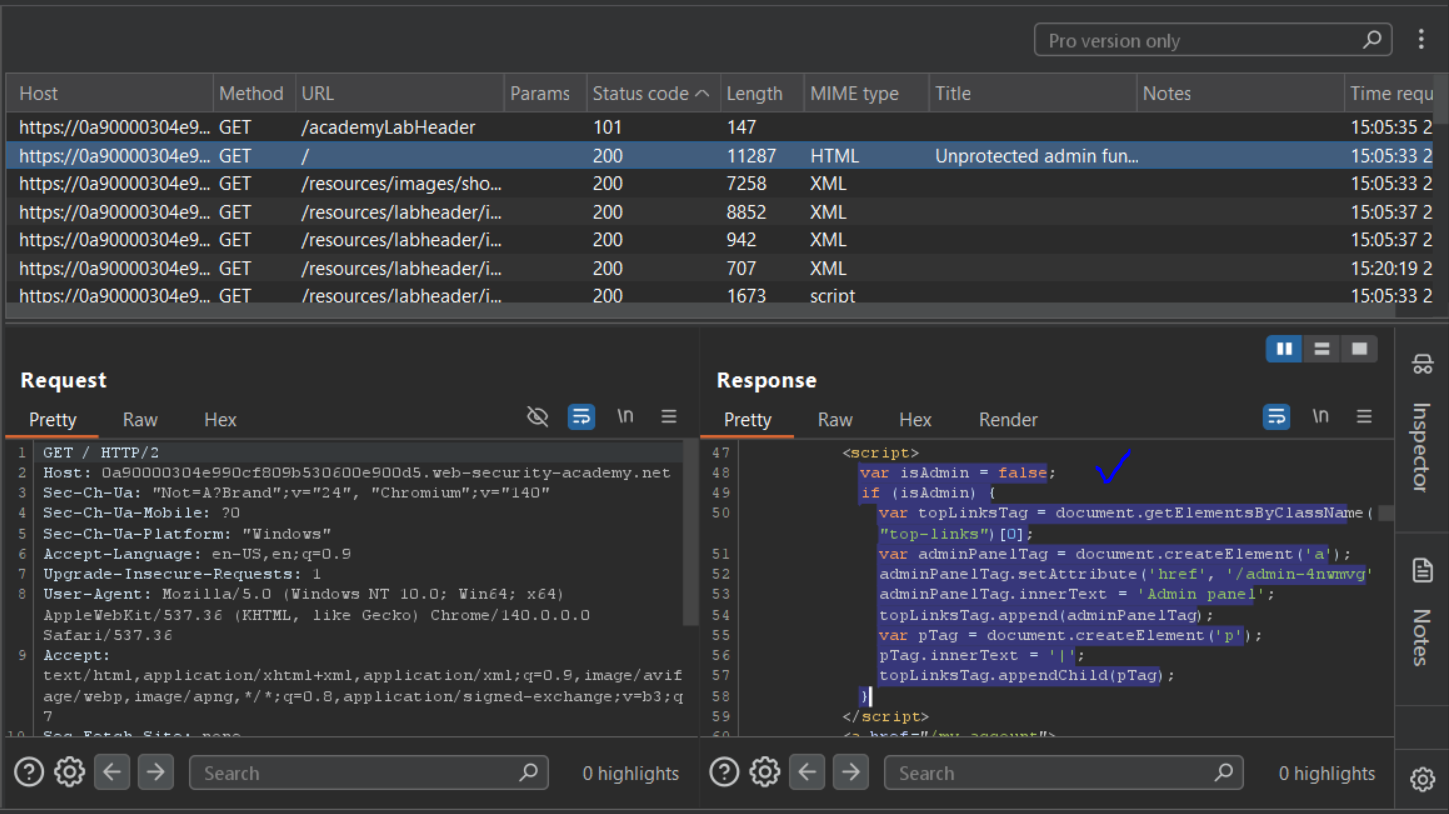 Pro version only
Host Method URL Params Status code Length MIME type Title Notes Time requ
https://0a90000304e9... GET /academyLabHeader 101 147 15:05:35 2
https://0a90000304e9... GET / 200 11287 HTML Unprotected admin fun... 15:05:33 2
https://0a90000304e9... GET /resources/images/sho... 200 7258 XML 15:05:33 2
https://0a90000304e9... GET /resources/labheader/i... 200 8852 XML 15:05:37 2
https://0a90000304e9... GET /resources/labheader/i... 200 942 XML 15:05:37 2
https://0a90000304e9... GET /resources/labheader/i... 200 707 XML 15:20:19 2
https://0a90000304e9... GET /resources/labheader/i... 200 1673 script 15:05:33 2
Request
Pretty Raw Hex \n
1 GET / HTTP/2
2 Host: 0a90000304e990cf809b530600e900d5.web-security-academy.net
3 Sec-Ch-Ua: "Not=A?Brand";v="24", "Chromium";v="140"
4 Sec-Ch-Ua-Mobile: ?0
5 Sec-Ch-Ua-Platform: "Windows"
6 Accept-Language: en-US,en;q=0.9
7 Upgrade-Insecure-Requests: 1
8 User-Agent: Mozilla/5.0 (Windows NT 10.0; Win64; x64)
AppleWebKit/537.36 (KHTML, like Gecko) Chrome/140.0.0.0
Safari/537.36
9 Accept:
text/html,application/xhtml+xml,application/xml;q=0.9,image/avif
age/webp,image/apng,*/*;q=0.8,application/signed-exchange;v=b3;q
7
10 Sec-Fetch-Site: none
Search 0 highlights
Response
Pretty Raw Hex Render \n
47 <script>
48 var isAdmin = false;
49 if (isAdmin) {
50 var topLinksTag = document.getElementsByClassName(
"top-links")[0];
51 var adminPanelTag = document.createElement('a');
52 adminPanelTag.setAttribute('href', '/admin-4nwmvg'
53 adminPanelTag.innerText = 'Admin panel';
54 topLinksTag.append(adminPanelTag);
55 var pTag = document.createElement('p');
56 pTag.innerText = '|';
57 topLinksTag.appendChild(pTag);
58 }
59 </script>
60 <a href="/my-account">
Search 0 highlights
Inspector
Notes